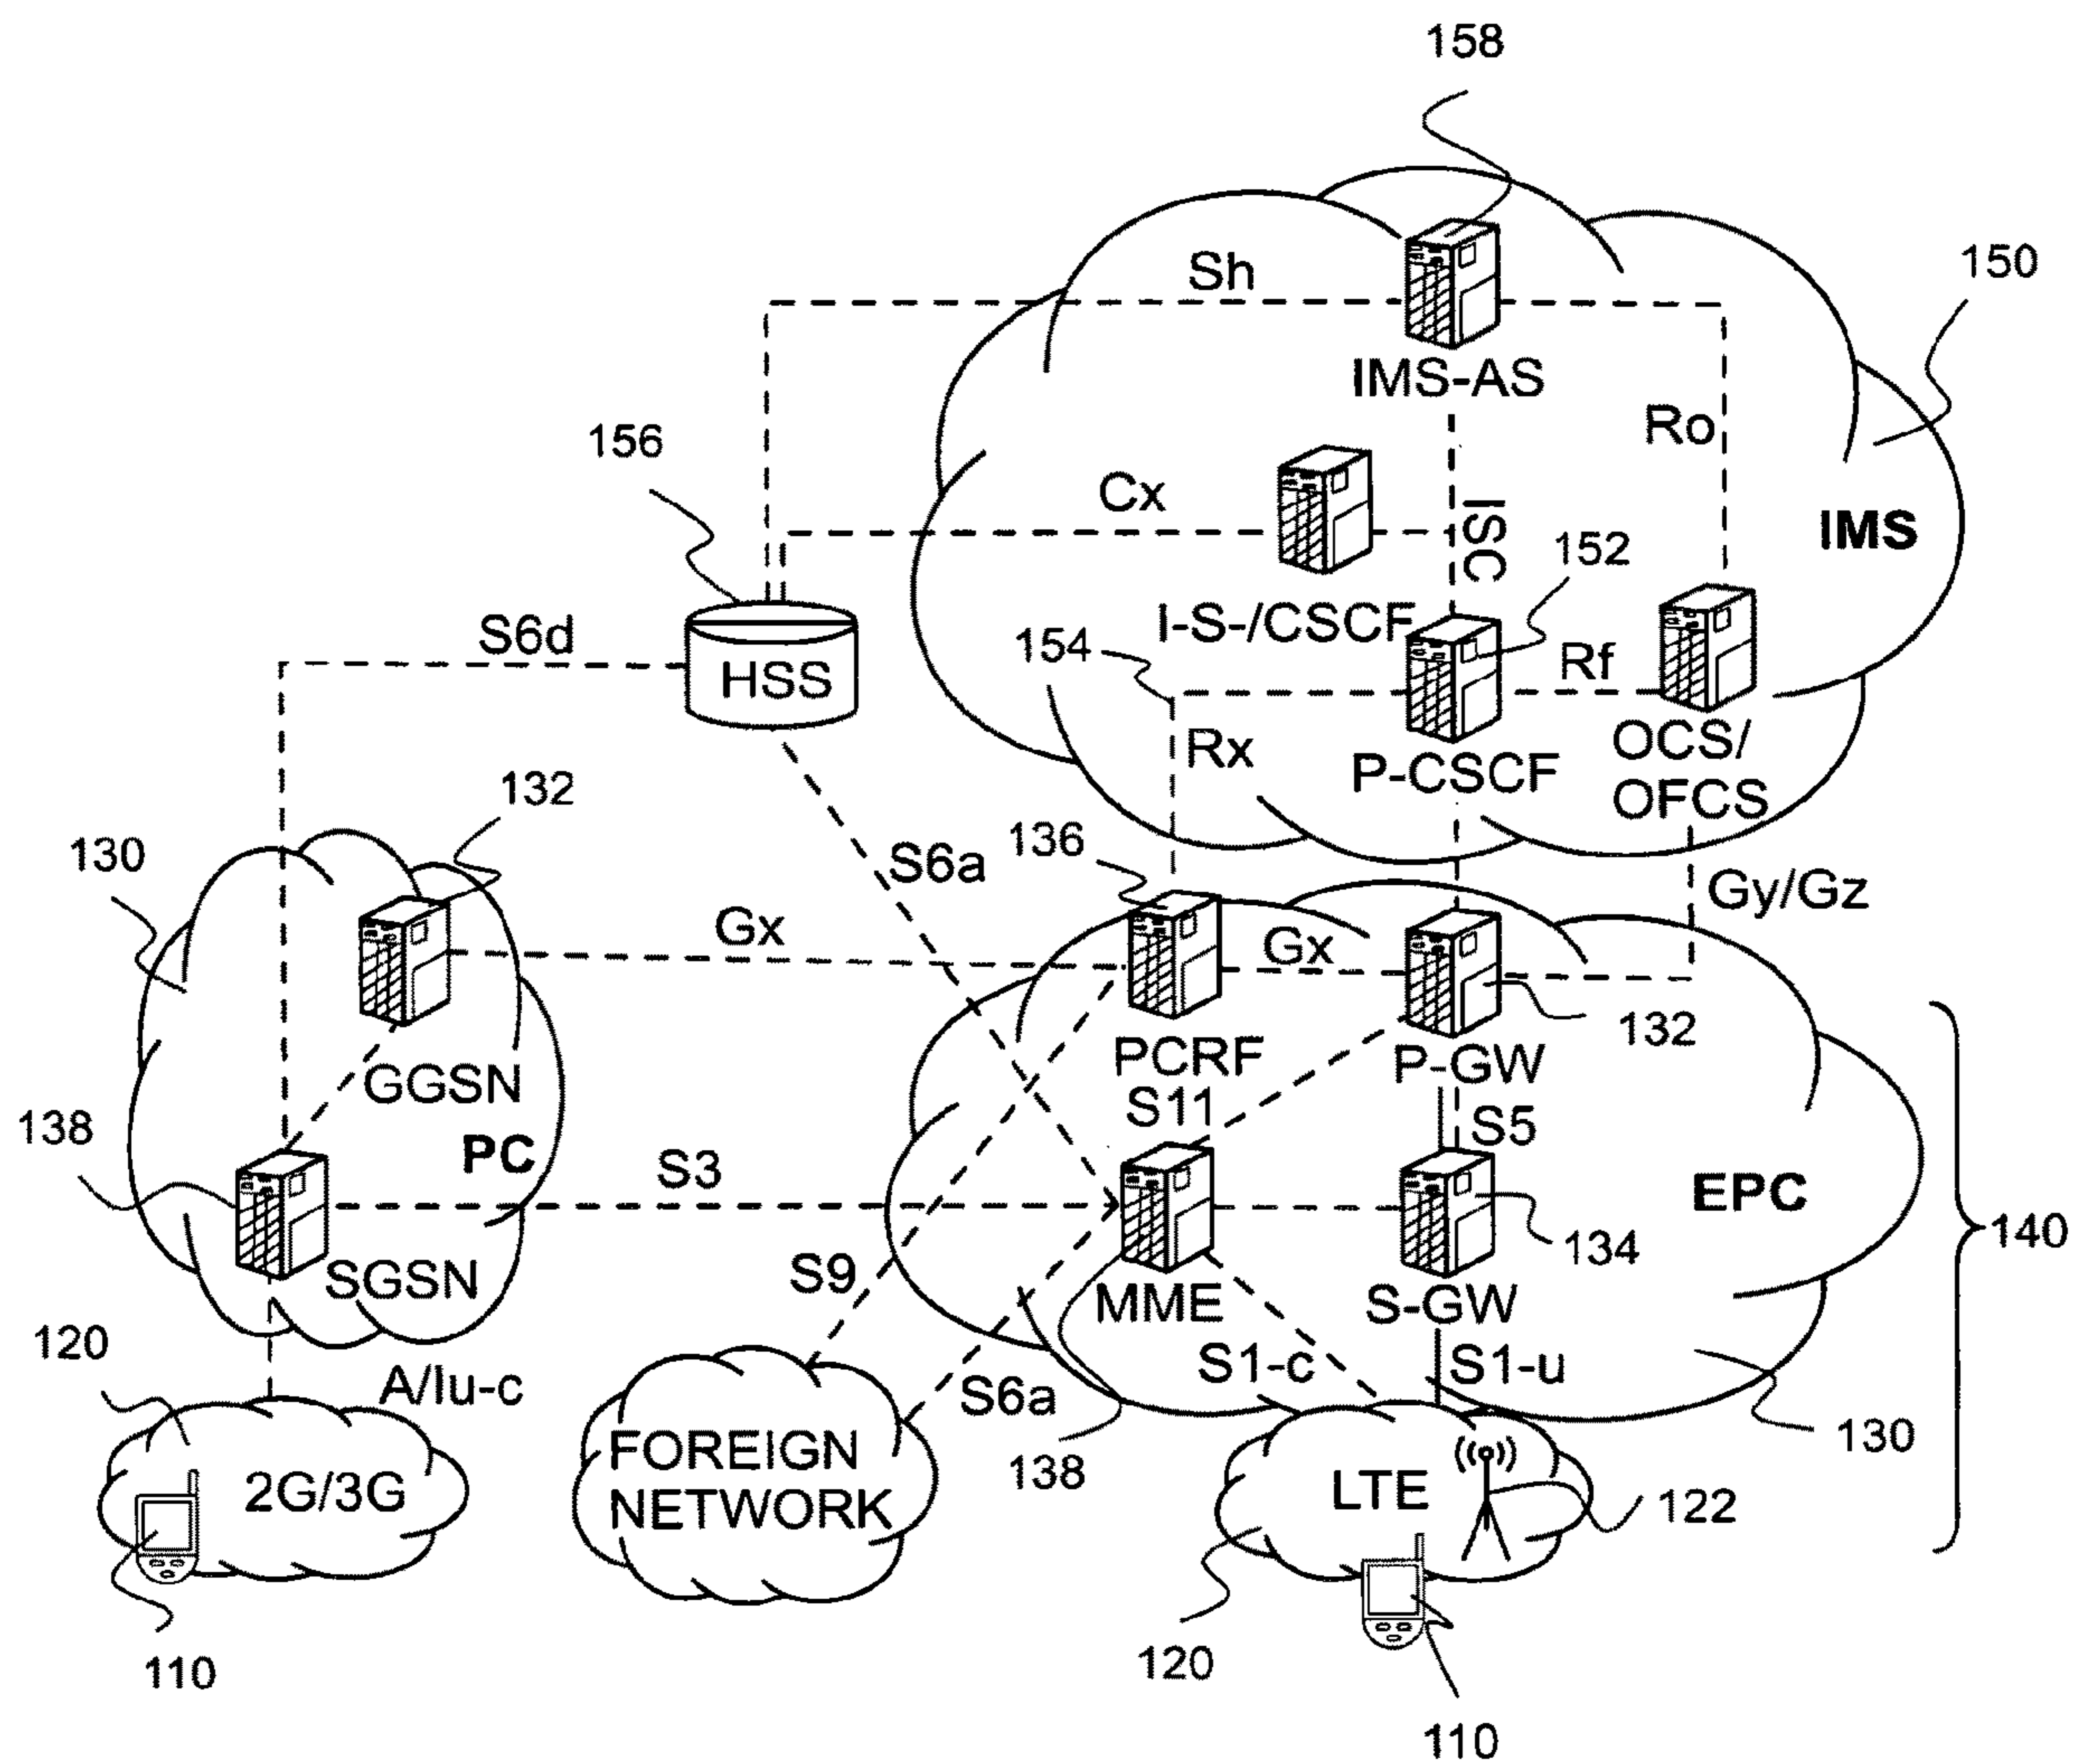 158
150
Sh
IMS-AS
Ro
156
Cx
ISC
IMS
152
I-S-/CSCF
154
S6d
Rf
HSS
Rx
P-CSCF
OCS/
OFCS
132
136
130
S6a
Gy/Gz
Gx
Gx
132
PCRF
P-GW
GGSN
S11
S5
138
PC
S3
EPC
140
134
SGSN
S9
MME
S-GW
120
A/Iu-c
S1-c
S1-u
S6a
130
FOREIGN
NETWORK
138
2G/3G
LTE
122
110
120
110